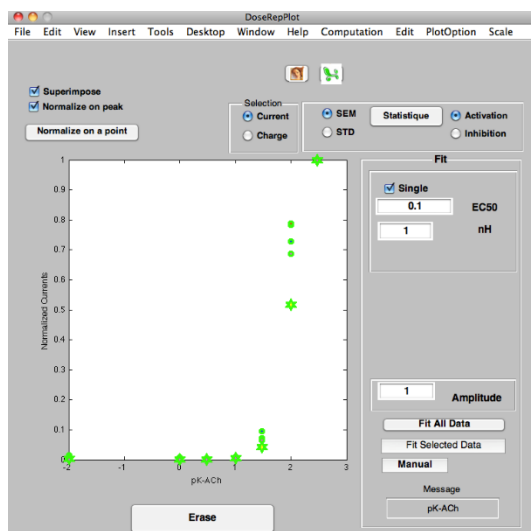 DoseRepPlot
File Edit View Insert Tools Desktop Window Help Computation Edit PlotOption Scale
Superimpose
Normalize on peak
Normalize on a point
Selection
Current
Charge
SEM
STD
Statistique
Activation
Inhibition
Fit
Single
0.1 EC50
1 nH
1 Amplitude
Fit All Data
Fit Selected Data
Manual
Message
pK-ACh
Normalized Currents
1
0.9
0.8
0.7
0.6
0.5
0.4
0.3
0.2
0.1
0
-2 -1 0 1 2 3
pK-ACh
Erase